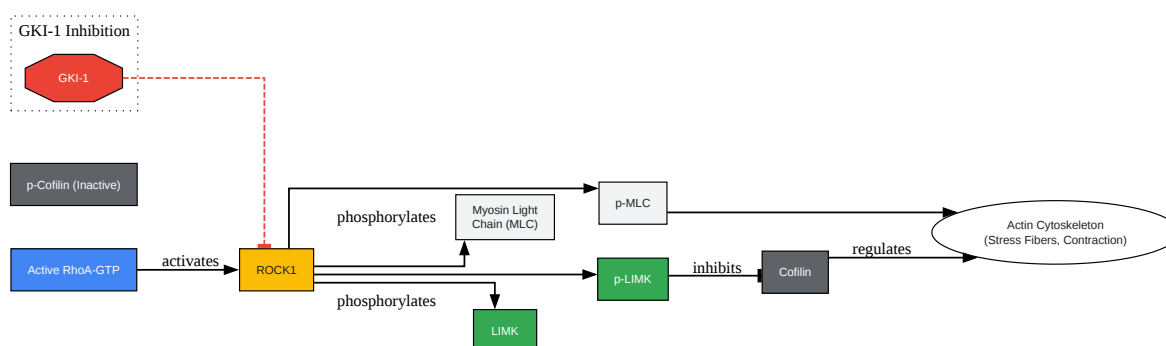 GKI-1 Inhibition
GKI-1
p-Cofilin (Inactive)
Active RhoA-GTP
activates
ROCK1
phosphorylates
Myosin Light
Chain (MLC)
phosphorylates
LIMK
p-MLC
p-LIMK
inhibits
Cofilin
regulates
Actin Cytoskeleton
(Stress Fibers, Contraction)